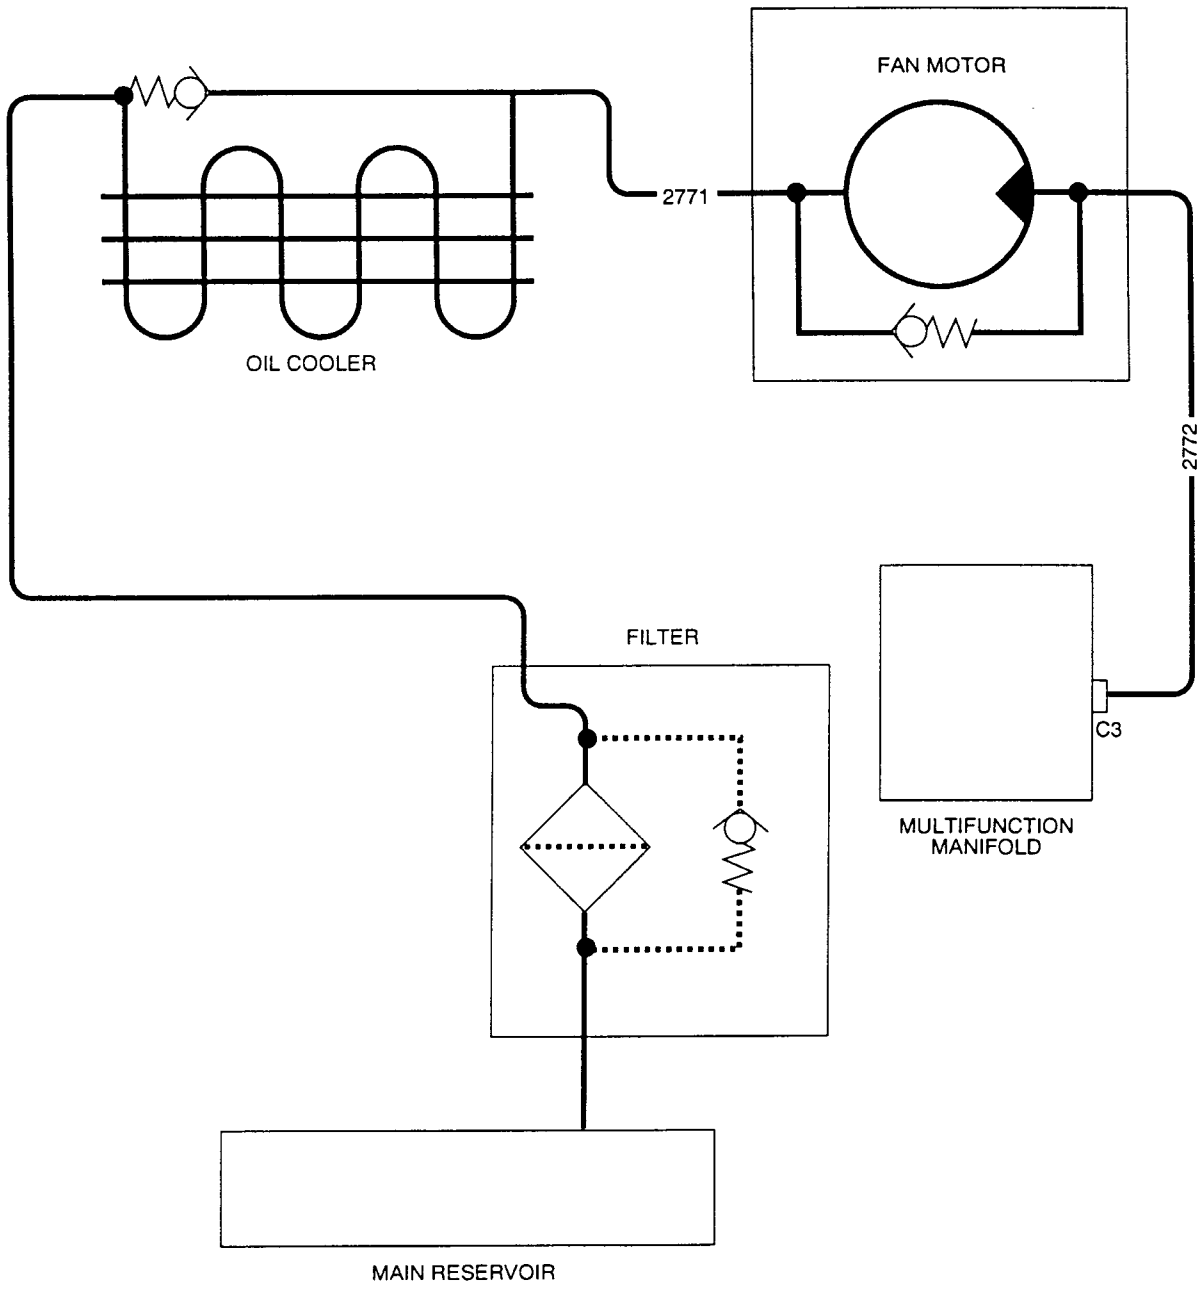 FAN MOTOR
2771
OIL COOLER
2772
FILTER
C3
MULTIFUNCTION
MANIFOLD
MAIN RESERVOIR